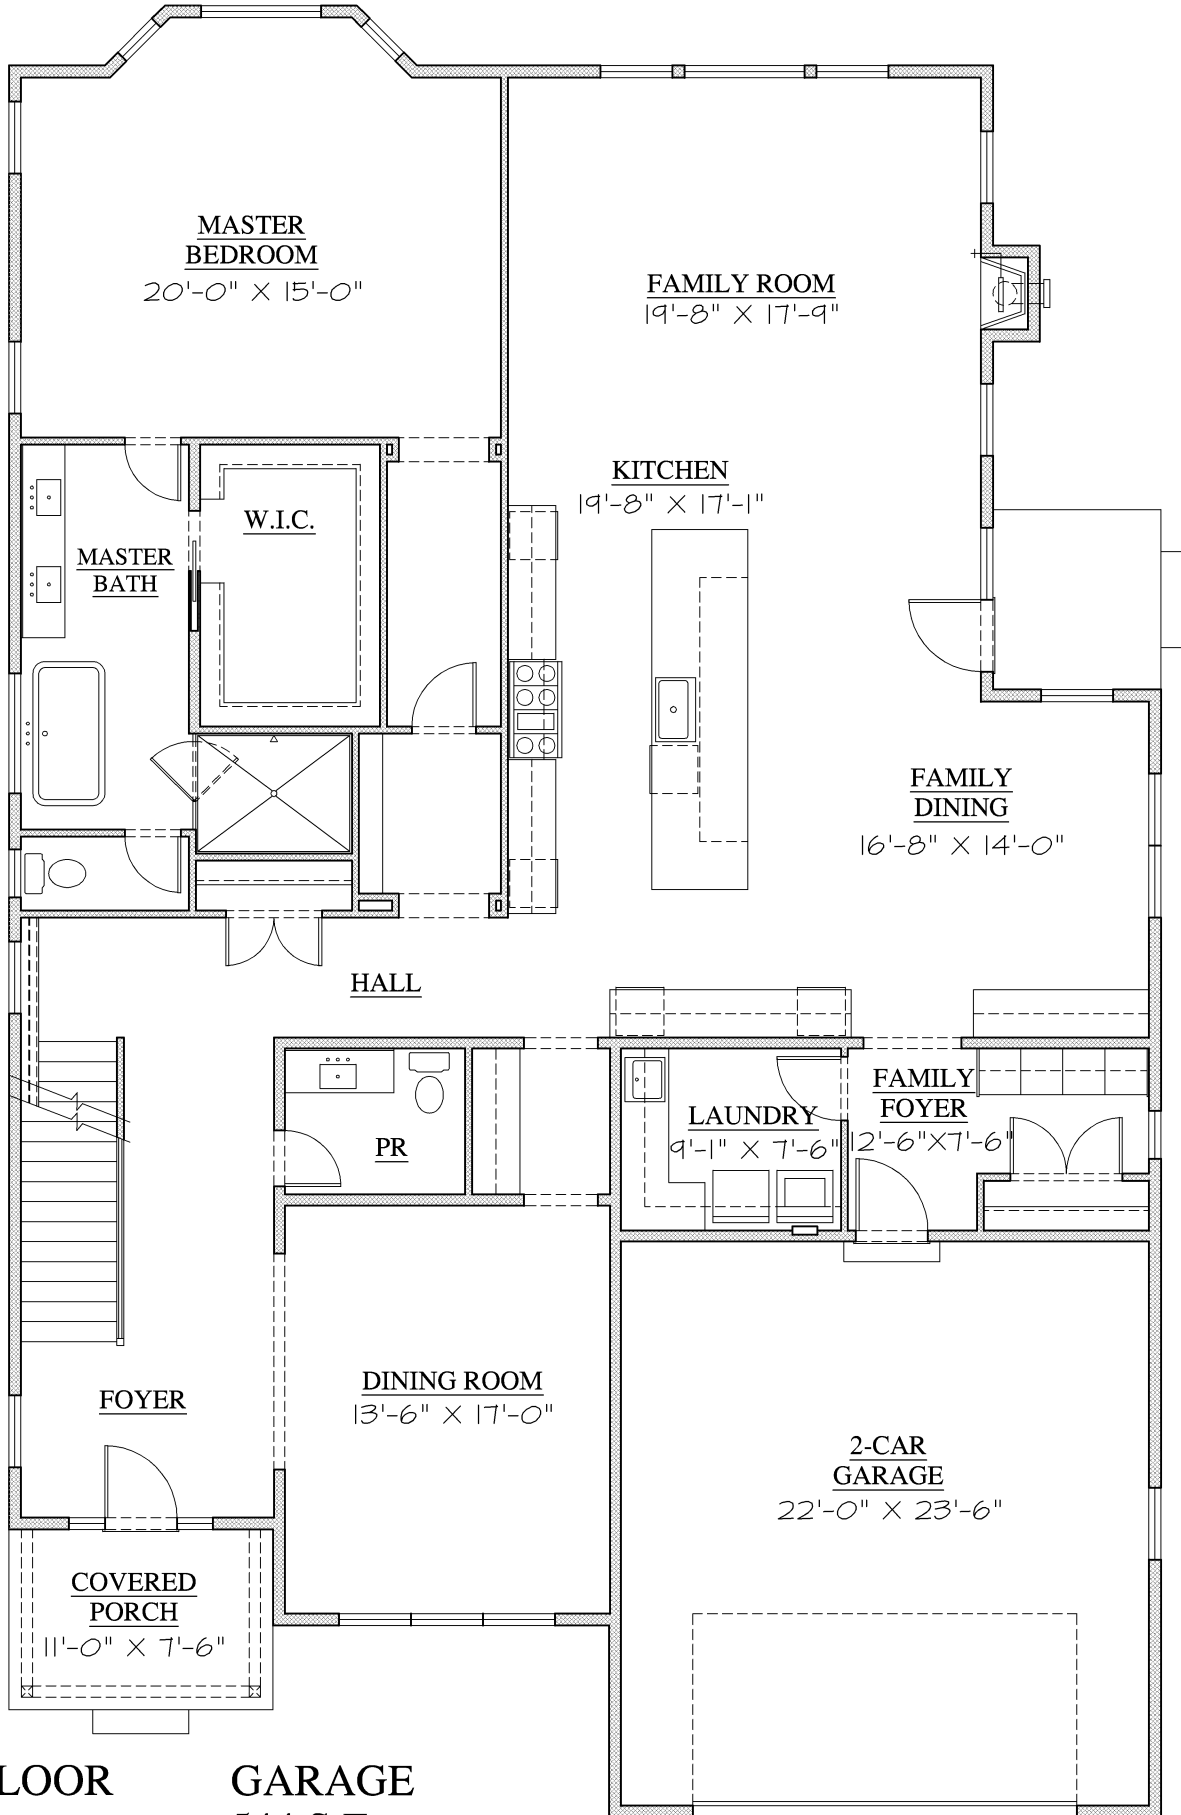 MASTER
BEDROOM
20'-0" X 15'-0"
FAMILY ROOM
19'-8" X 17'-9"
KITCHEN
19'-8" X 17'-1"
W.I.C.
MASTER
BATH
FAMILY
DINING
16'-8" X 14'-0"
HALL
PR
LAUNDRY
9'-1" X 7'-6"
FAMILY
FOYER
12'-6"X7'-6"
FOYER
DINING ROOM
13'-6" X 17'-0"
2-CAR
GARAGE
22'-0" X 23'-6"
COVERED
PORCH
11'-0" X 7'-6"
LOOR
GARAGE